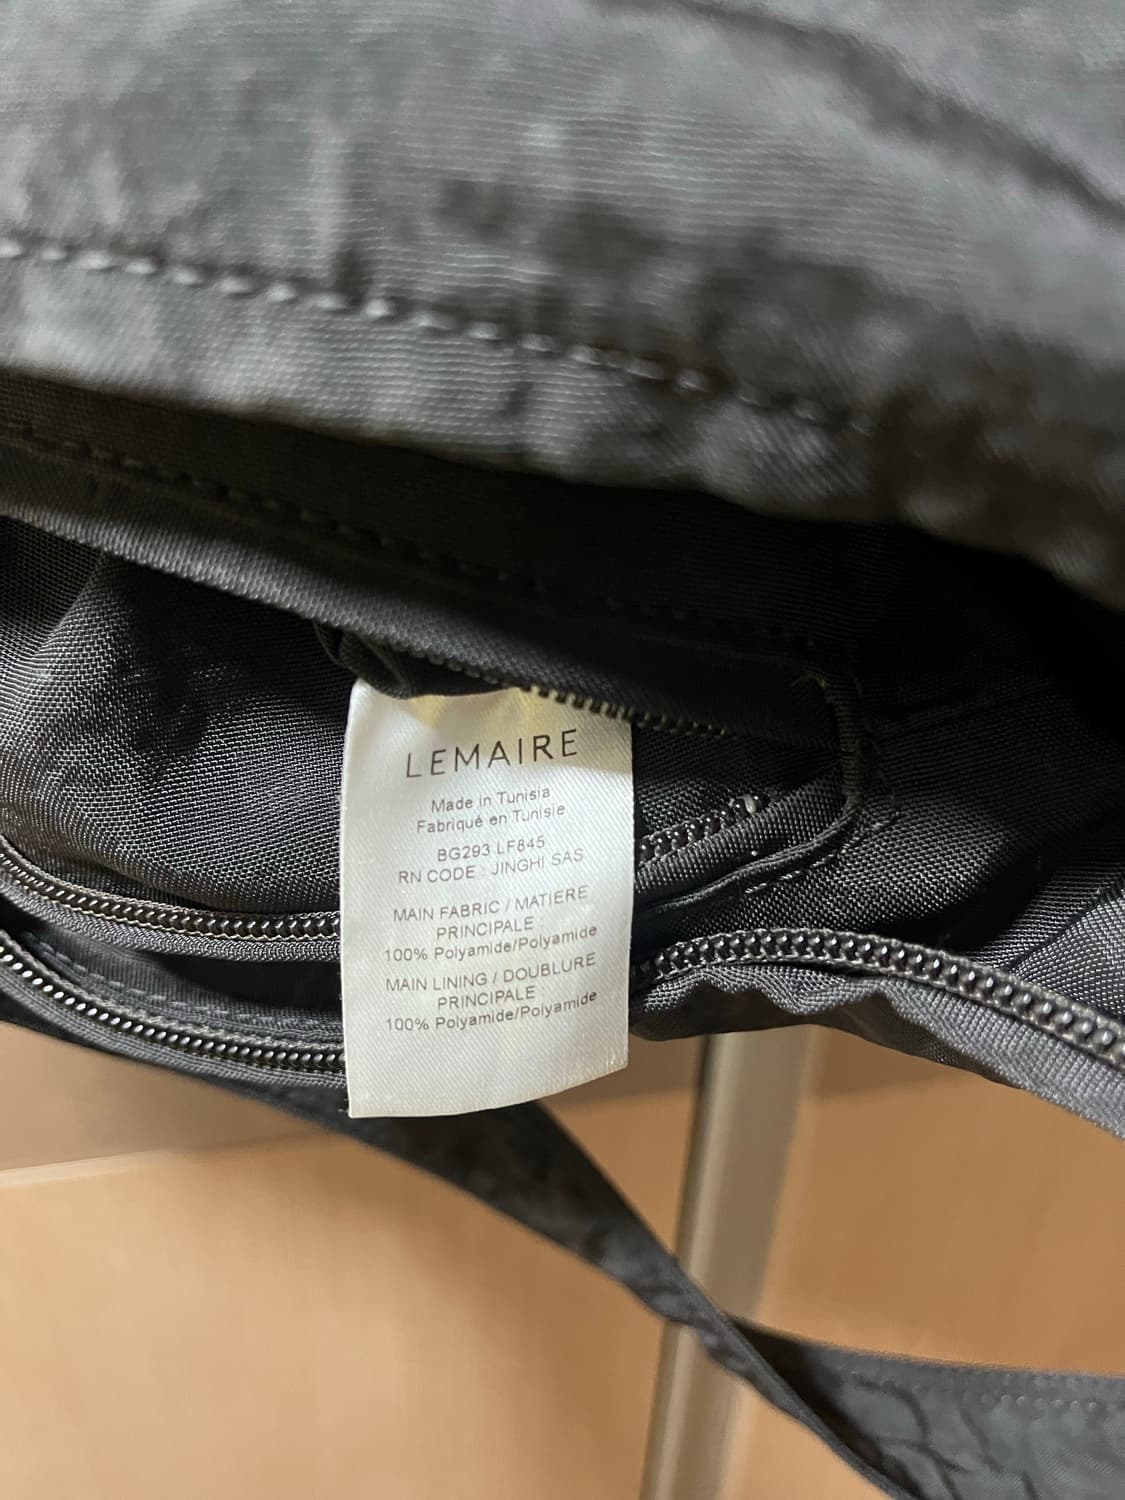 LEMAIRE
Made in Tunisia
Fabriqué en Tunisie
BG293 LF845
RN CODE : JINGHI SAS
MAIN FABRIC / MATIERE
PRINCIPALE :
100% Polyamide/Polyamide
MAIN LINING / DOUBLURE
PRINCIPALE
100% Polyamide/Polyamide